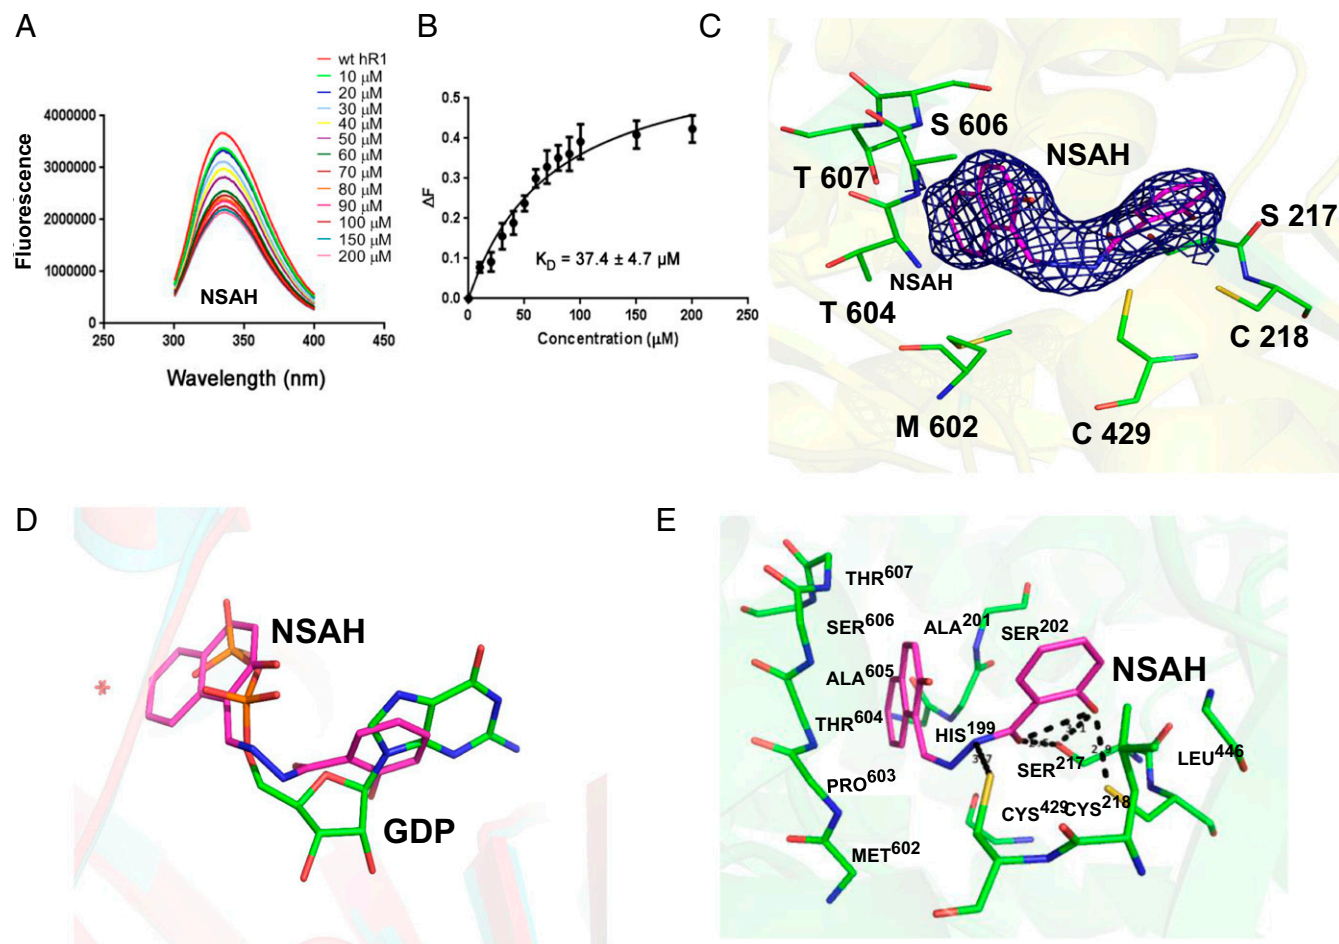 A
B
C
wt hR1
10 µM
20 µM
30 µM
40 µM
50 µM
60 µM
70 µM
80 µM
90 µM
100 µM
150 µM
200 µM
4000000
3000000
2000000
1000000
0
Fluorescence
NSAH
250 300 350 400 450
Wavelength (nm)
0.5
0.4
0.3
0.2
0.1
0.0
ΔF
K_D = 37.4 ± 4.7 µM
0 50 100 150 200 250
Concentration (µM)
S 606
NSAH
T 607
S 217
NSAH
T 604
C 218
M 602
C 429
D
E
NSAH
GDP
*
THR607
SER606
ALA201
SER202
ALA605
NSAH
THR604
HIS199
SER217
LEU446
PRO603
CYS429
CYS218
MET602